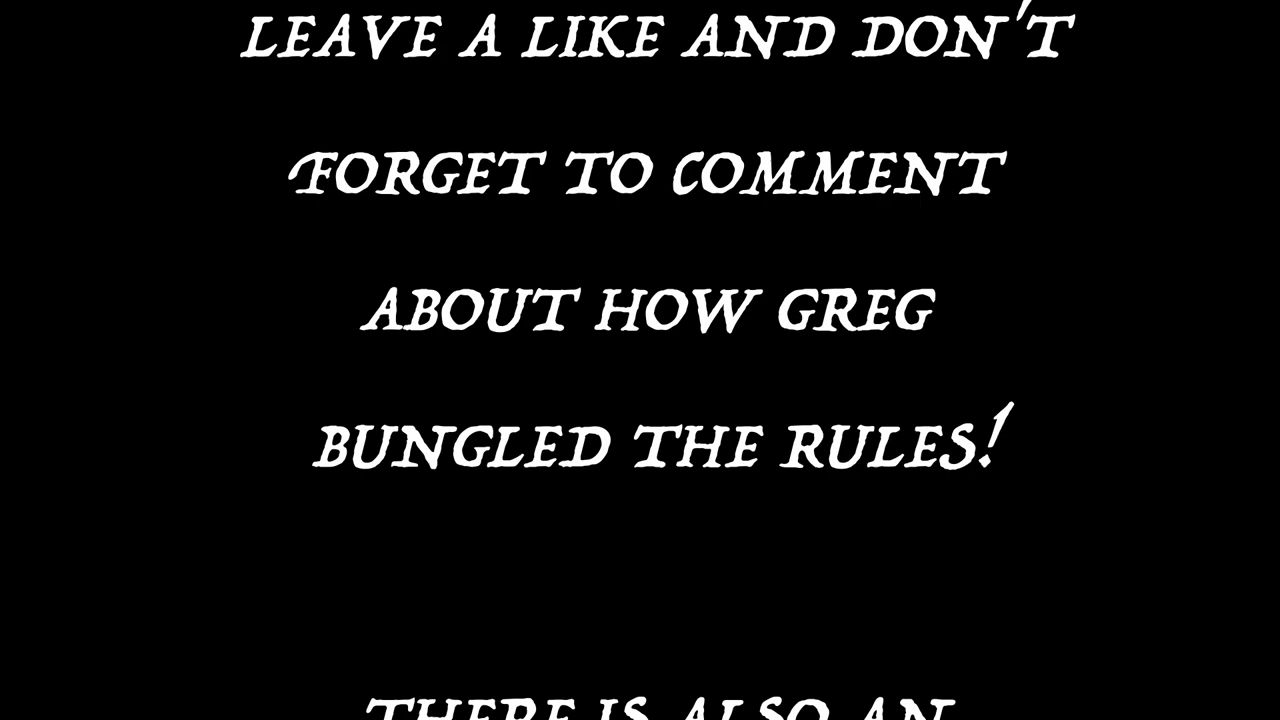 LEAVE A LIKE AND DON'T
FORGET TO COMMENT
ABOUT HOW GREG
BUNGLED THE RULES!
THERE IS ALSO AN